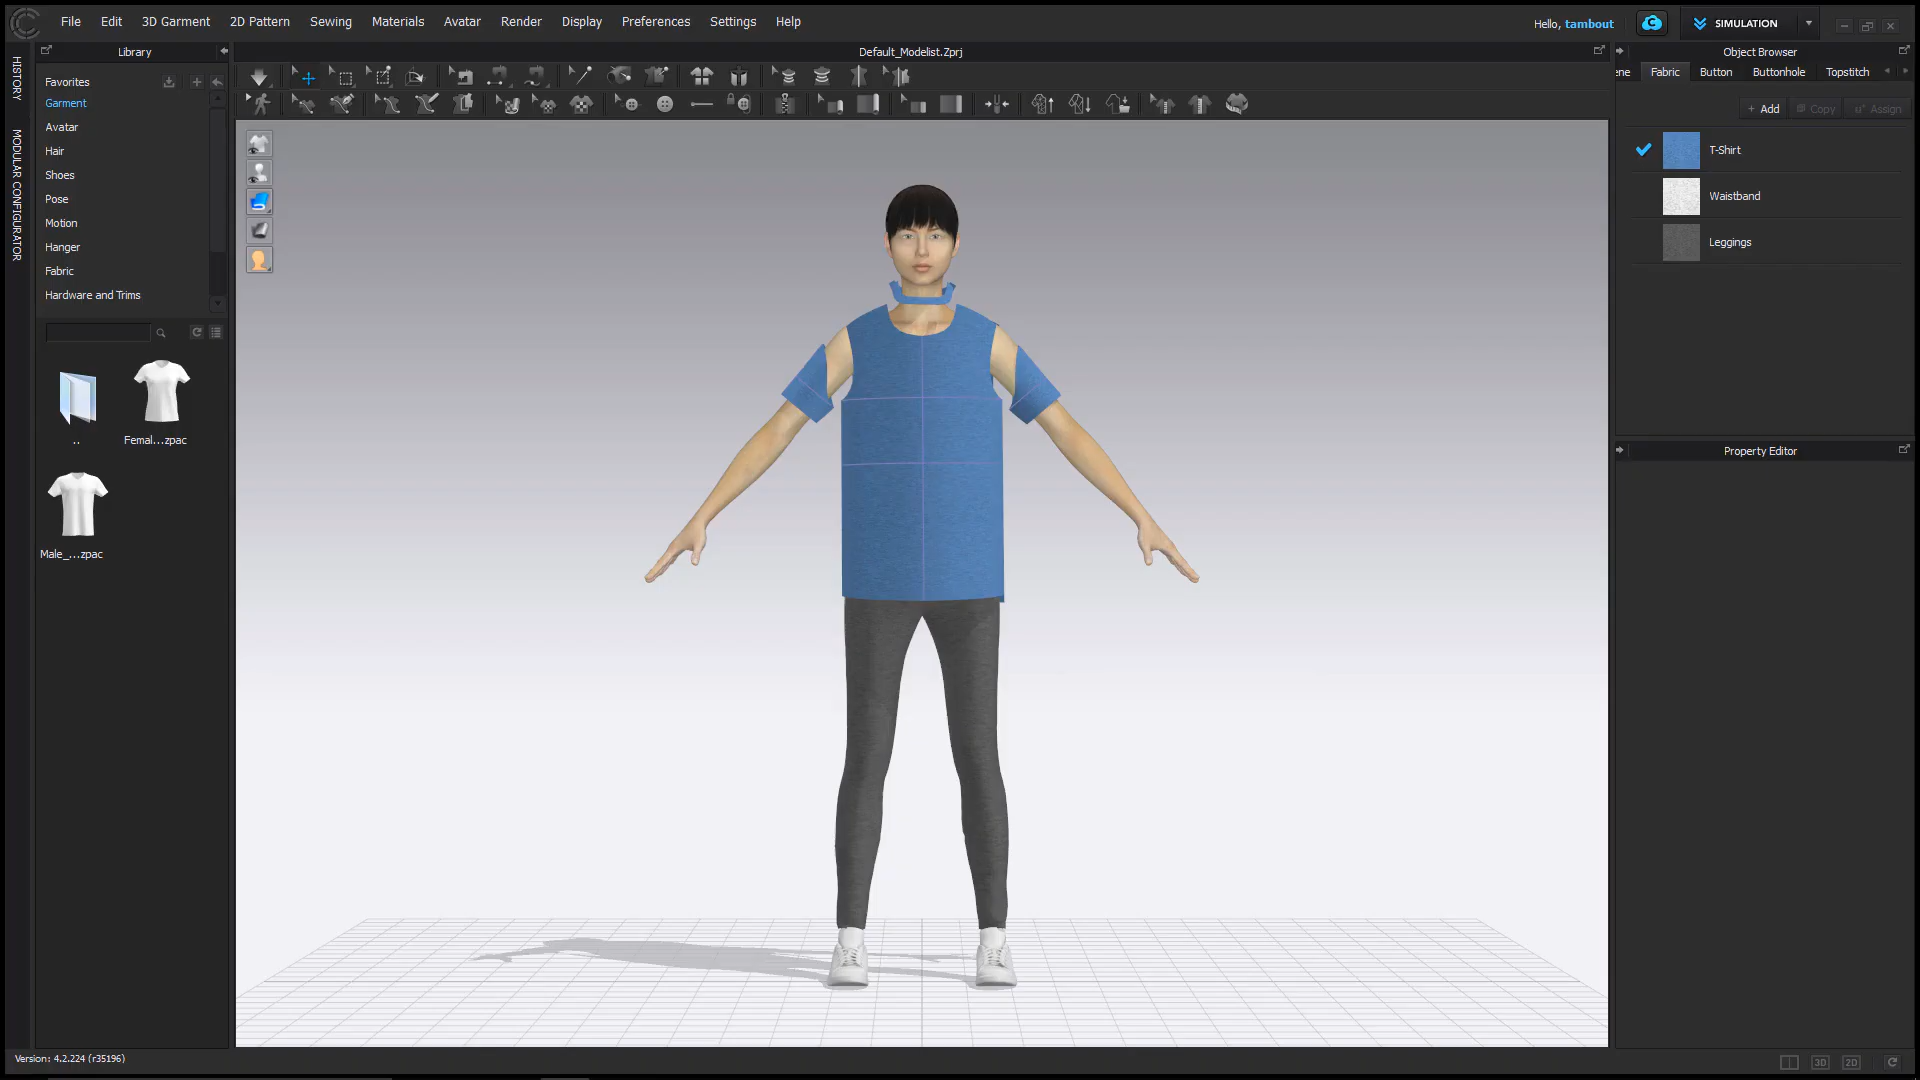 File Edit 3D Garment 2D Pattern Sewing Materials Avatar Render Display Preferences Settings Help
Hello, tambout
SIMULATION
Library
Default_Modelist.Zprj
Object Browser
HISTORY
MODULAR CONFIGURATOR
Favorites
Garment
Avatar
Hair
Shoes
Pose
Motion
Hanger
Fabric
Hardware and Trims
..
Femal...zpac
Male_...zpac
ene Fabric Button Buttonhole Topstitch
+ Add Copy Assign
T-Shirt
Waistband
Leggings
Property Editor
Version: 4.2.224 (r35196)
3D 2D